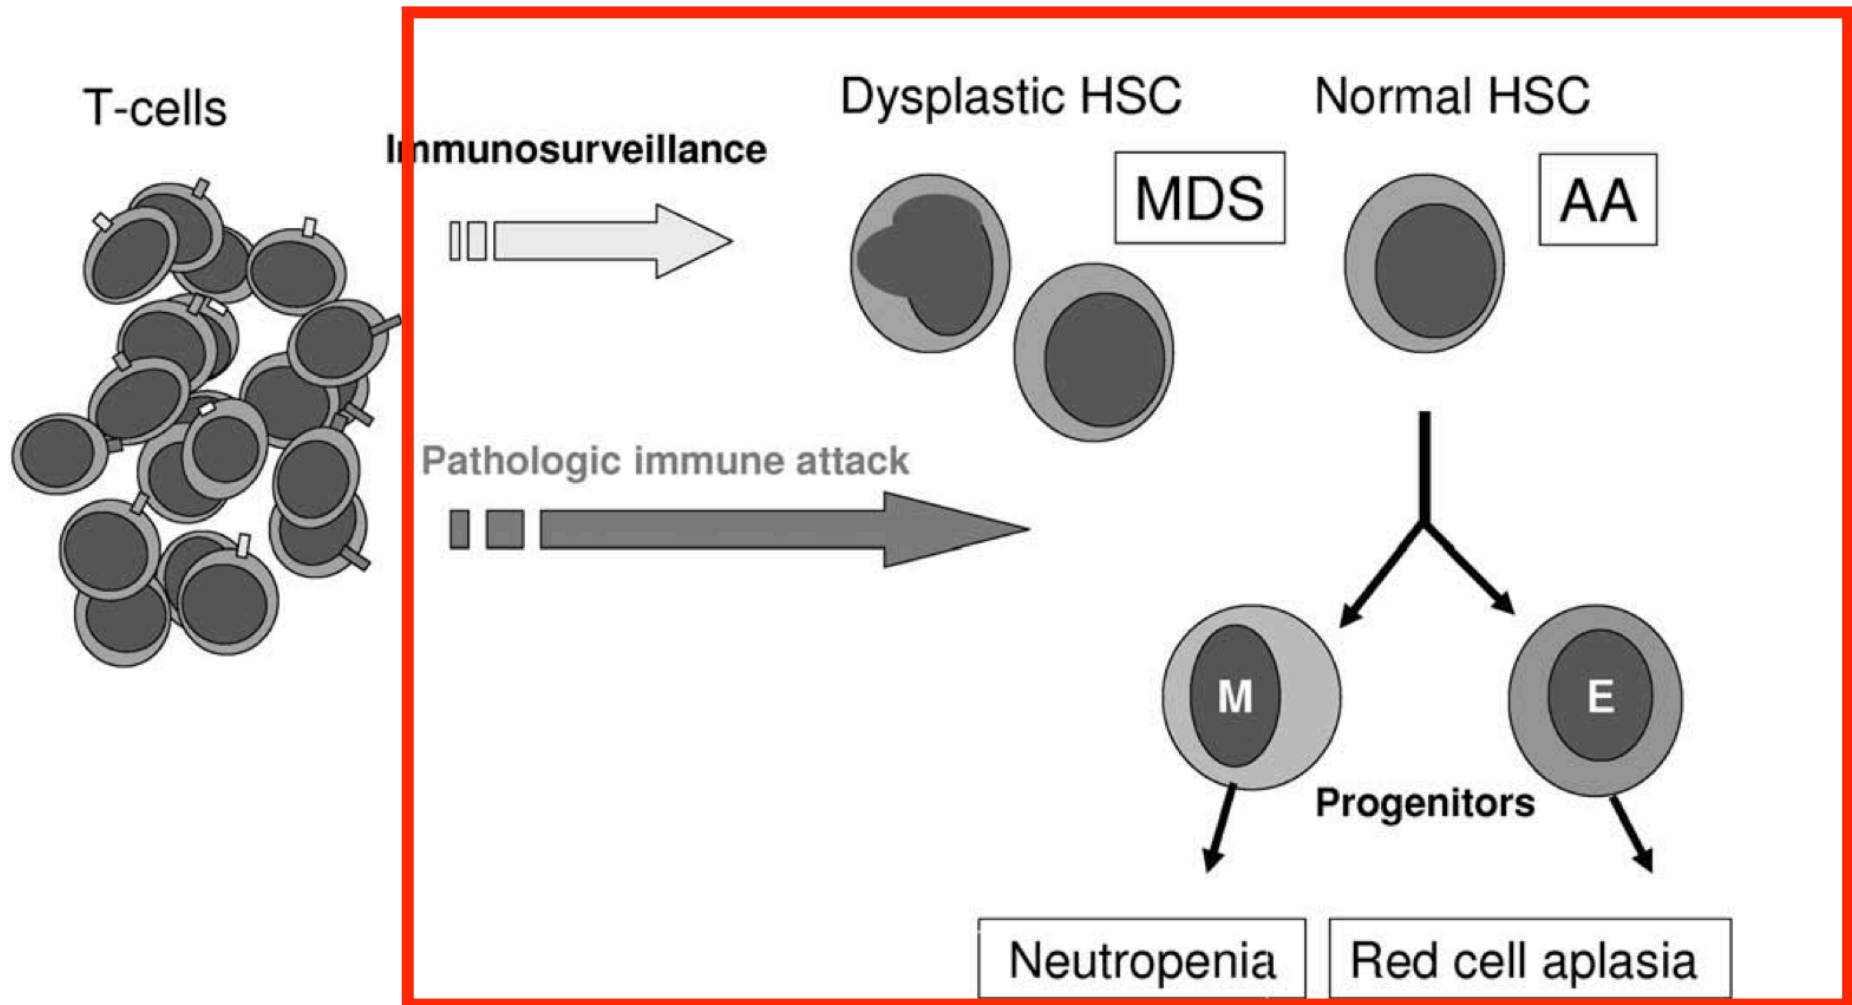 T-cells
Immunosurveillance
Dysplastic HSC
Normal HSC
MDS
AA
Pathologic immune attack
M
E
Progenitors
Neutropenia
Red cell aplasia